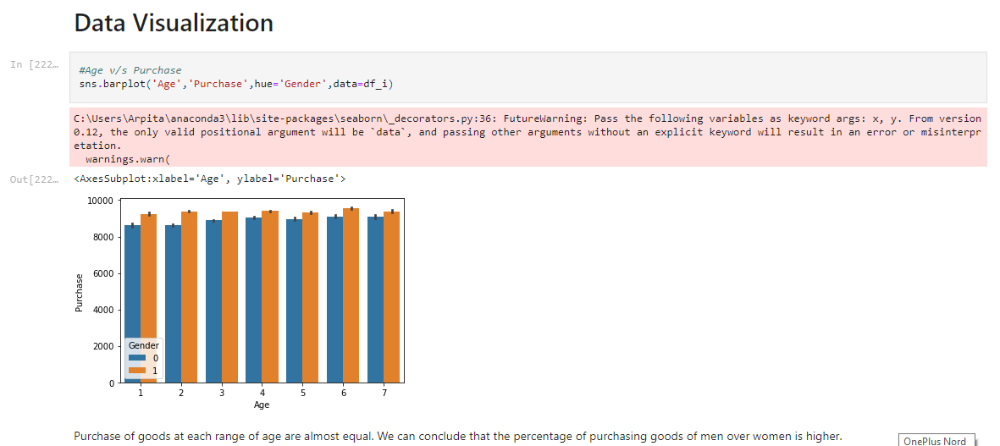 Data Visualization
In [222…
#Age v/s Purchase
sns.barplot('Age','Purchase',hue='Gender',data=df_i)
C:\Users\Arpita\anaconda3\lib\site-packages\seaborn\_decorators.py:36: FutureWarning: Pass the following variables as keyword args: x, y. From version
0.12, the only valid positional argument will be `data`, and passing other arguments without an explicit keyword will result in an error or misinterpr
etation.
warnings.warn(
Out[222…
<AxesSubplot:xlabel='Age', ylabel='Purchase'>
10000
8000
6000
4000
2000
0
Purchase
Gender
0
1
1 2 3 4 5 6 7
Age
Purchase of goods at each range of age are almost equal. We can conclude that the percentage of purchasing goods of men over women is higher.
OnePlus Nord